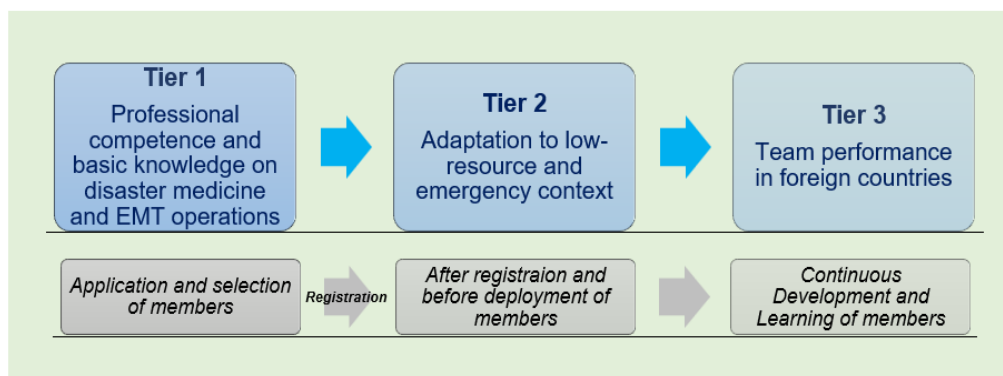 Tier 1
Professional
competence and
basic knowledge on
disaster medicine
and EMT operations
Tier 2
Adaptation to low-
resource and
emergency context
Tier 3
Team performance
in foreign countries
Application and selection
of members
Registration
After registraion and
before deployment of
members
Continuous
Development and
Learning of members